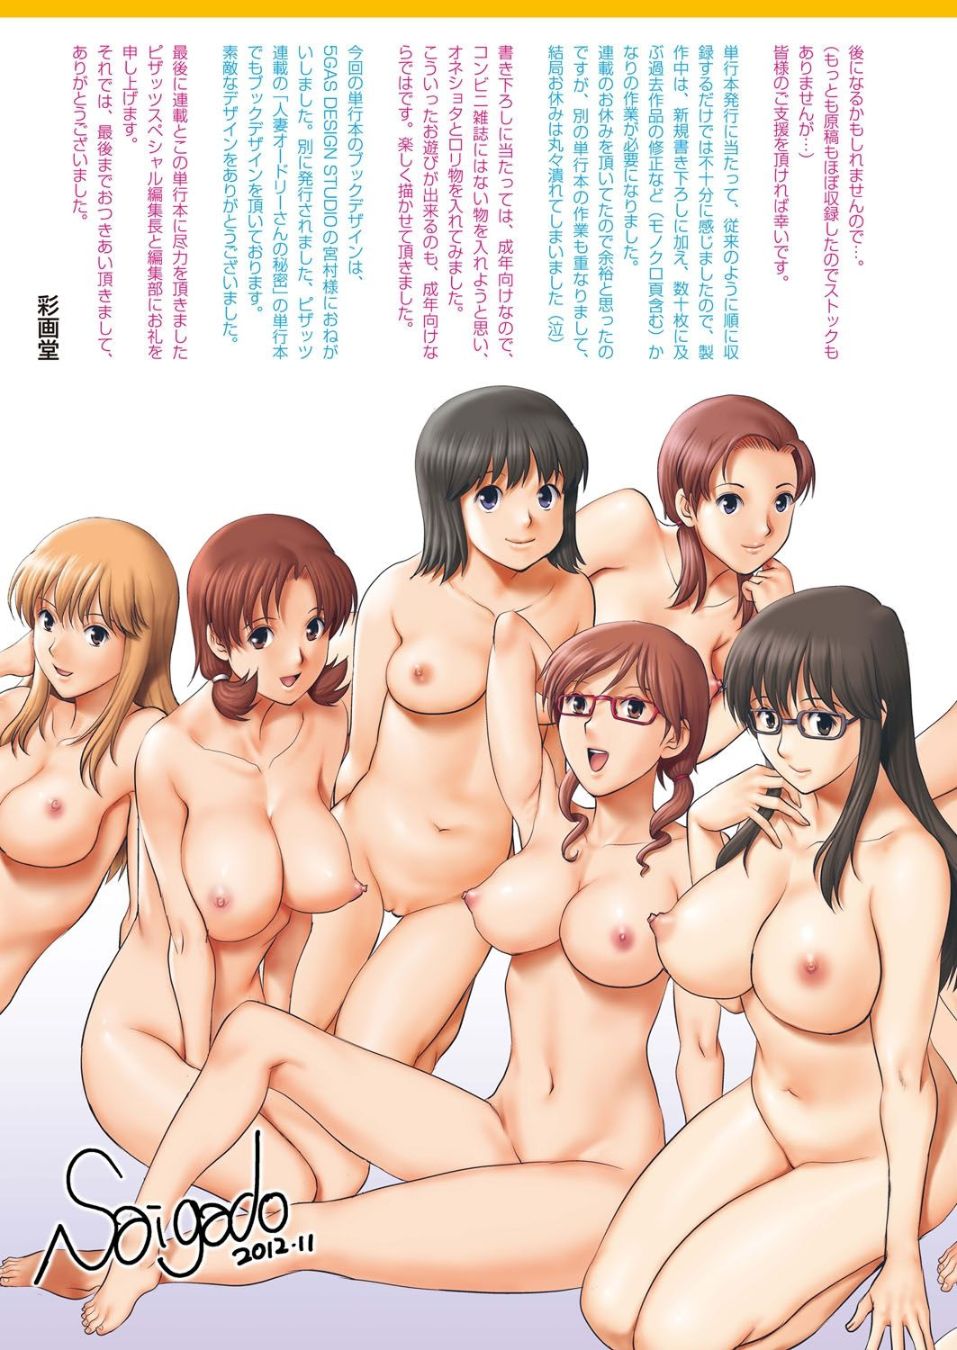 後になるかもしれませんので…。
(もっとも原稿もほぼ収録したのでストックも
ありませんが…)
皆様のご支援を頂ければ幸いです。
単行本発行に当たって、従来のように順に収
録するだけでは不十分に感じましたので、製
作中は、新規書き下ろしに加え、数十枚に及
ぶ過去作品の修正など(モノクロ頁含む)か
なりの作業が必要になりました。
連載のお休みを頂いてたので余裕と思ったの
ですが、別の単行本の作業も重なりまして、
結局お休みは丸々潰れてしまいました(泣)
書き下ろしに当たっては、成年向けなので、
コンビニ雑誌にはない物を入れようと思い、
オネショタとロリ物を入れてみました。
こういったお遊びが出来るのも、成年向けな
らではです。楽しく描かせて頂きました。
今回の単行本のブックデザインは、
5GAS DESIGN STUDIOの宮村様におねが
いしました。別に発行されました、ピザッツ
連載の「人妻オードリーさんの秘密」の単行本
でもブックデザインを頂いております。
素敵なデザインをありがとうございました。
最後に連載とこの単行本に尽力を頂きました
ピザッツスペシャル編集長と編集部にお礼を
申し上げます。
それでは、最後までおつきあい頂きまして、
ありがとうございました。
彩画堂
Saigado
2012.11